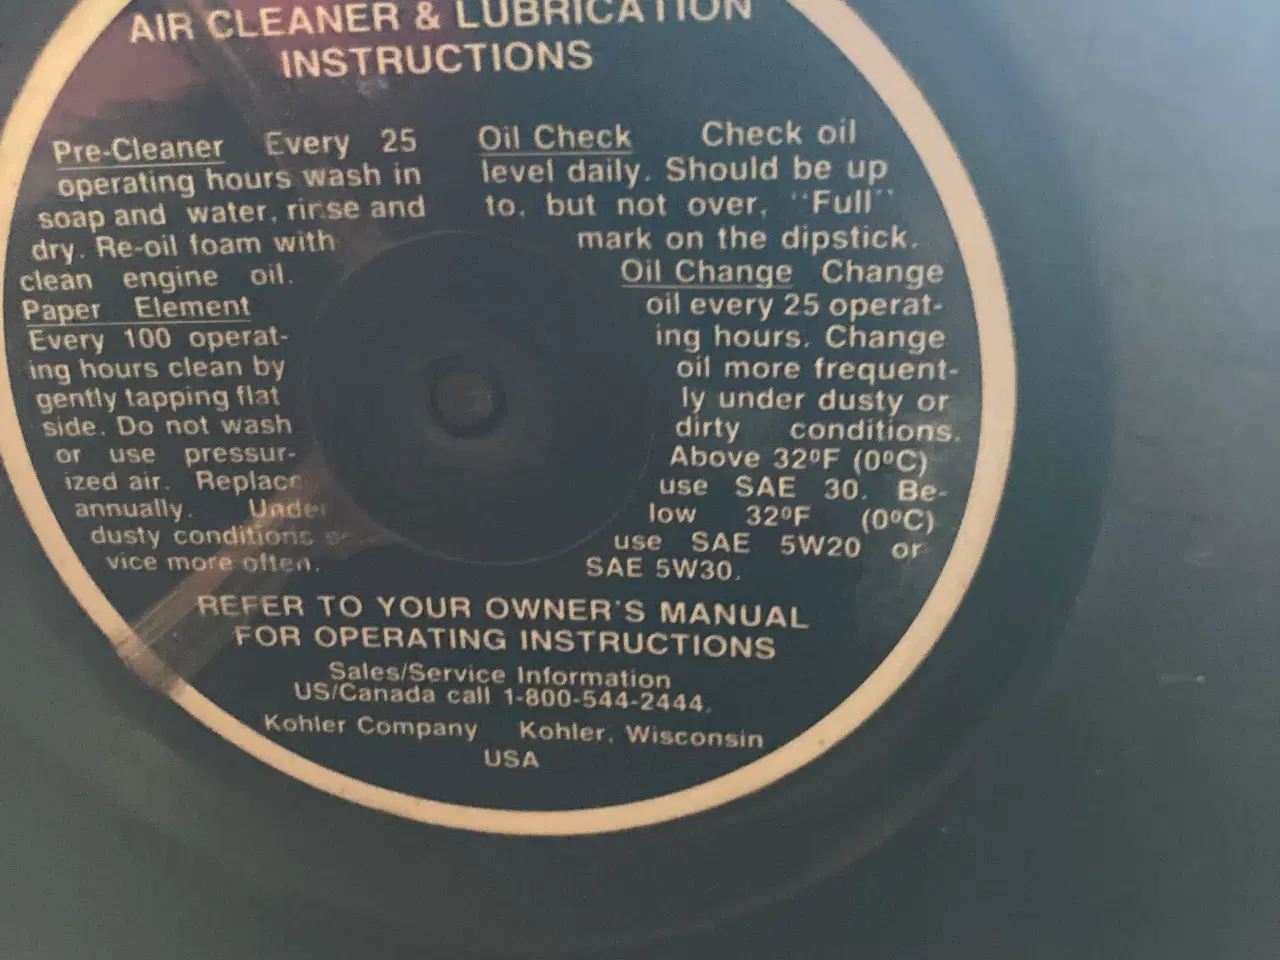 AIR CLEANER & LUBRICATION
INSTRUCTIONS
Pre-Cleaner Every 25
operating hours wash in
soap and water, rinse and
dry. Re-oil foam with
clean engine oil.
Paper Element
Every 100 operat-
ing hours clean by
gently tapping flat
side. Do not wash
or use pressur-
ized air. Replace
annually. Under
dusty conditions ser-
vice more often.
Oil Check Check oil
level daily. Should be up
to, but not over, "Full"
mark on the dipstick.
Oil Change Change
oil every 25 operat-
ing hours. Change
oil more frequent-
ly under dusty or
dirty conditions.
Above 32ºF (0ºC)
use SAE 30. Be-
low 32ºF (0ºC)
use SAE 5W20 or
SAE 5W30.
REFER TO YOUR OWNER'S MANUAL
FOR OPERATING INSTRUCTIONS
Sales/Service Information
US/Canada call 1-800-544-2444.
Kohler Company Kohler, Wisconsin
USA